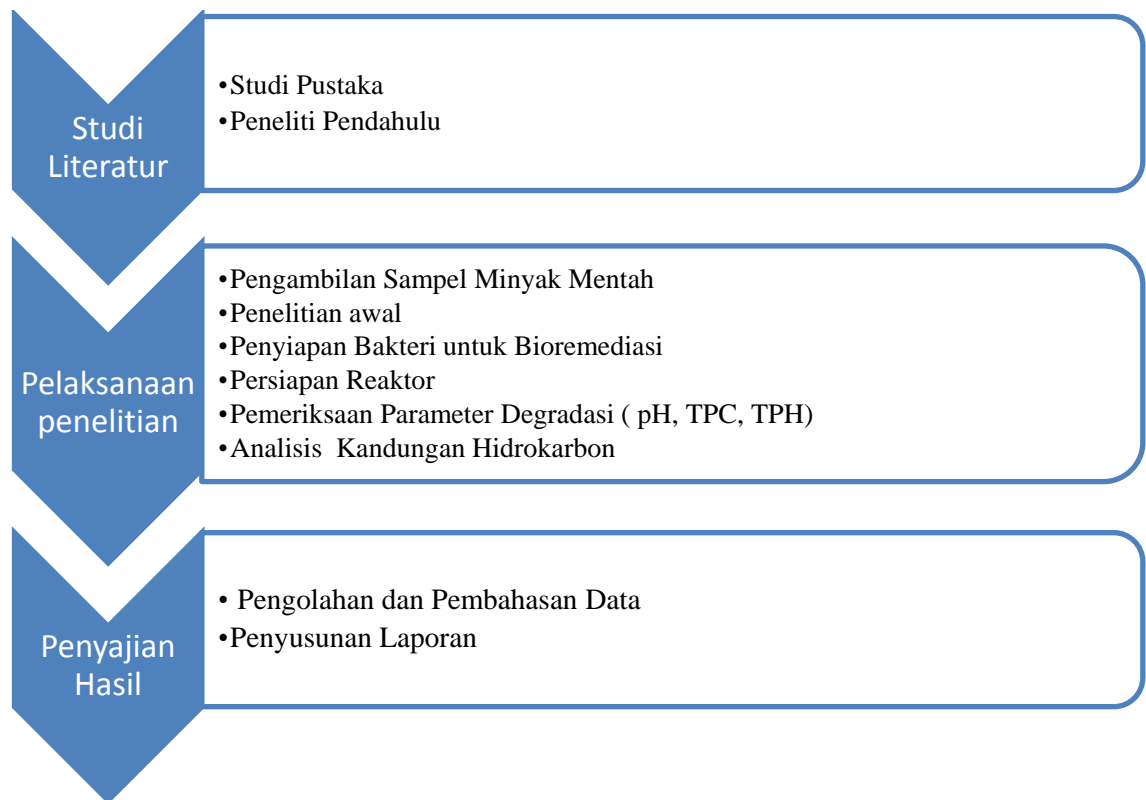 Studi
Literatur
•Studi Pustaka
•Peneliti Pendahulu
Pelaksanaan
penelitian
•Pengambilan Sampel Minyak Mentah
•Penelitian awal
•Penyiapan Bakteri untuk Bioremediasi
•Persiapan Reaktor
•Pemeriksaan Parameter Degradasi ( pH, TPC, TPH)
•Analisis  Kandungan Hidrokarbon
Penyajian
Hasil
• Pengolahan dan Pembahasan Data
•Penyusunan Laporan